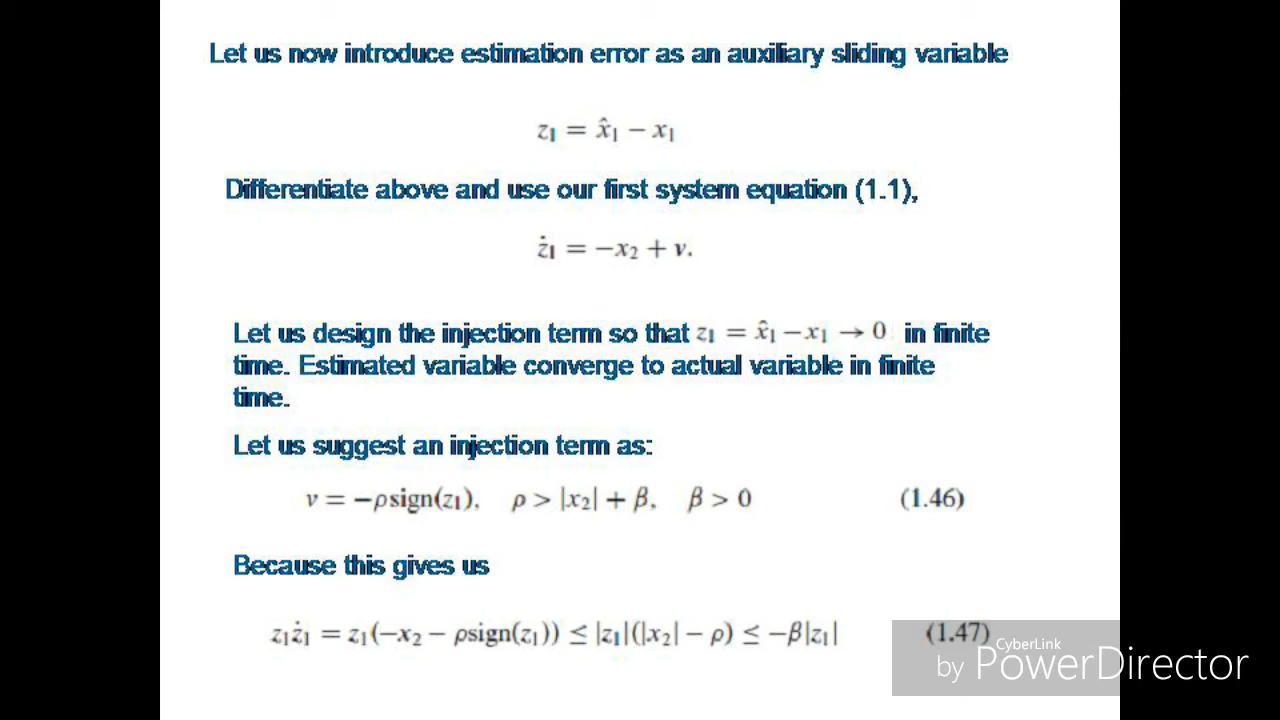 Let us now introduce estimation error as an auxiliary sliding variable
z₁ = x̂₁ − x₁
Differentiate above and use our first system equation (1.1),
ż₁ = −x₂ + v.
Let us design the injection term so that z₁ = x̂₁ − x₁ → 0 in finite
time. Estimated variable converge to actual variable in finite
time.
Let us suggest an injection term as:
v = −ρsign(z₁), ρ > |x₂| + β, β > 0 (1.46)
Because this gives us
z₁ż₁ = z₁(−x₂ − ρsign(z₁)) ≤ |z₁|(|x₂| − ρ) ≤ −β|z₁| (1.47)
CyberLink
by PowerDirector